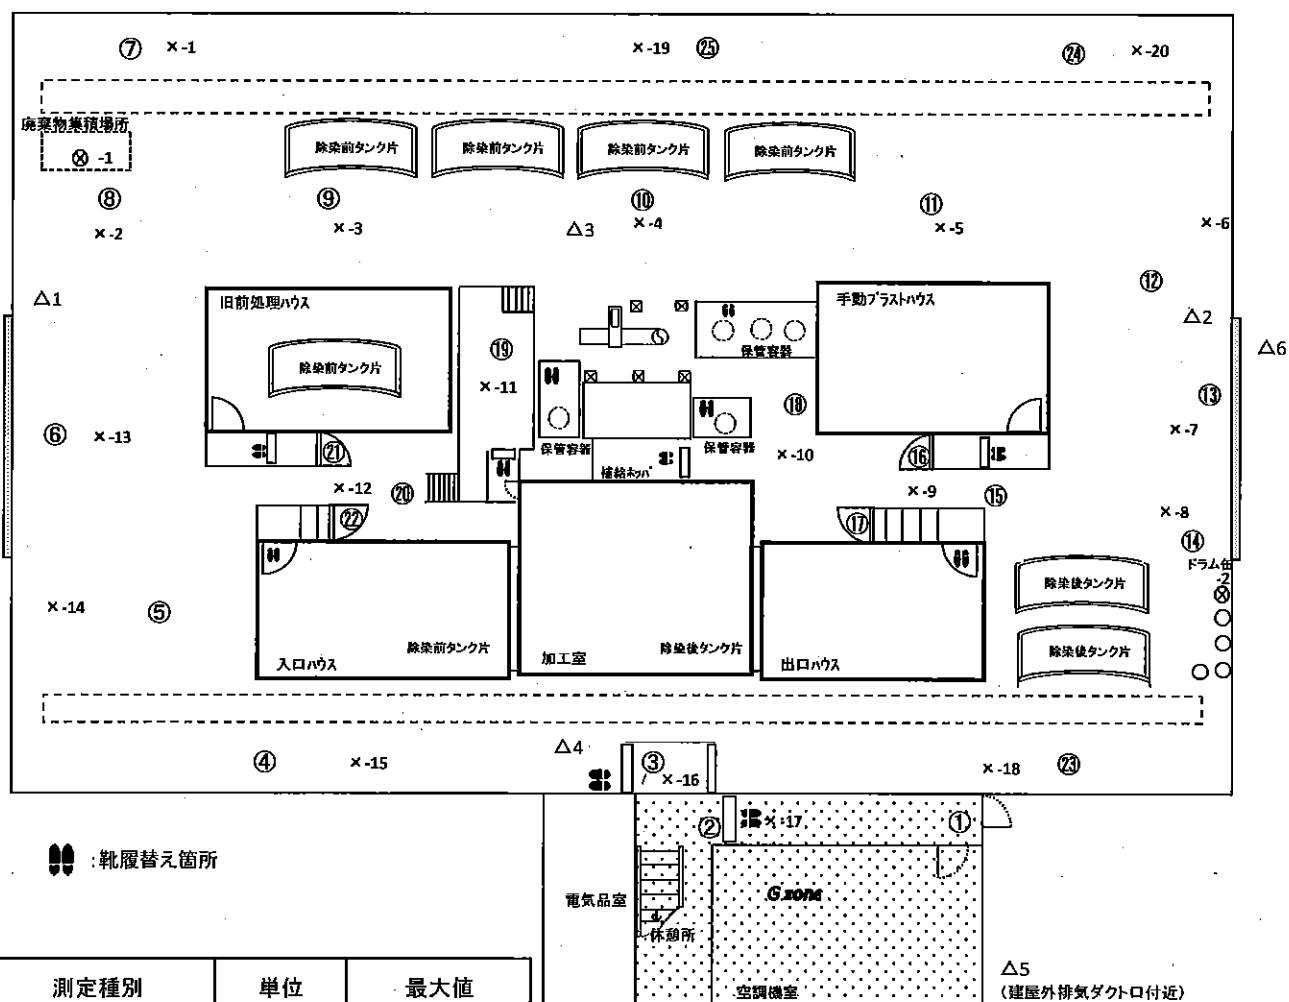 ⑦ ×-1 ×-19 ㉕ ㉔ ×-20
廃棄物集積場所
⊗ -1
除染前タンク片 除染前タンク片 除染前タンク片 除染前タンク片
⑧ ⑨ ⑩ ⑪
×-2 ×-3 △3 ×-4 ×-5 ×-6
⑫
△1 旧前処理ハウス 手動ブラストハウス △2
△6
⑲ 保管容器
除染前タンク片
×-11 ⑱ ⑬
⑥ ×-13 ×-7
㉑ 保管容器 保管容器 ⑯
補給ホッパ ×-10
×-12 ⑳ ×-9 ⑮
㉒ ⑰ ×-8
⑭
ドラム缶
-2
除染後タンク片
×-14 ⑤
除染前タンク片 除染後タンク片 除染後タンク片
入口ハウス 加工室 出口ハウス
④ ×-15 △4 ③ ×-16 ×-18 ㉓
② ×-17 ①
:靴履替え箇所
電気品室 G zone
休憩所
△5
測定種別 単位 最大値 空調機室 (建屋外排気ダクト口付近)